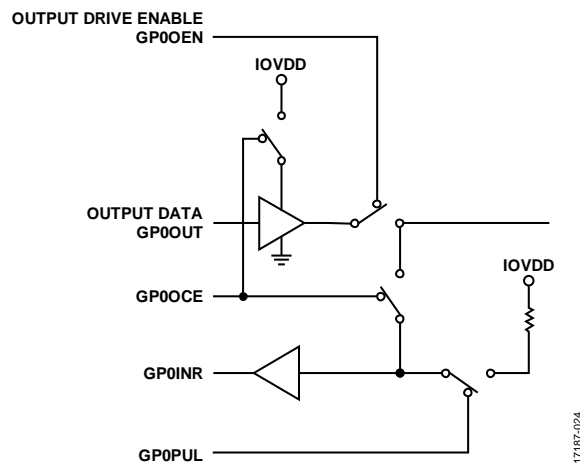 OUTPUT DRIVE ENABLE
GP0OEN
IOVDD
OUTPUT DATA
GP0OUT
IOVDD
GP0OCE
GP0INR
GP0PUL
17187-024